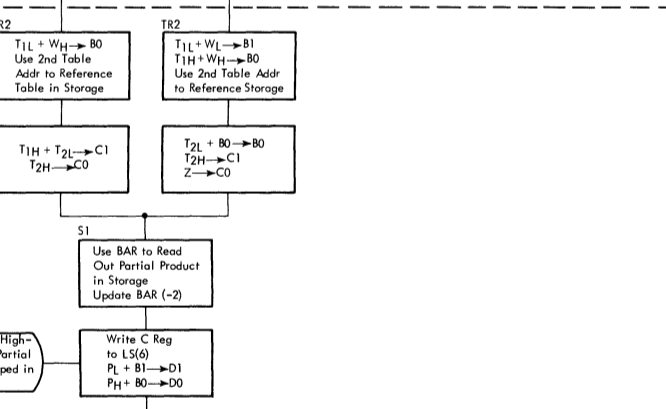 R2
T1L + WH→ B0
Use 2nd Table
Addr to Reference
Table in Storage
TR2
T1L+WL→B1
T1H+WH→B0
Use 2nd Table Addr
to Reference Storage
T1H + T2L→C1
T2H→C0
T2L + B0→B0
T2H→C1
Z→C0
S1
Use BAR to Read
Out Partial Product
in Storage
Update BAR (-2)
High-
Partial
ped in
Write C Reg
to LS(6)
PL + B1→D1
PH+ B0→D0